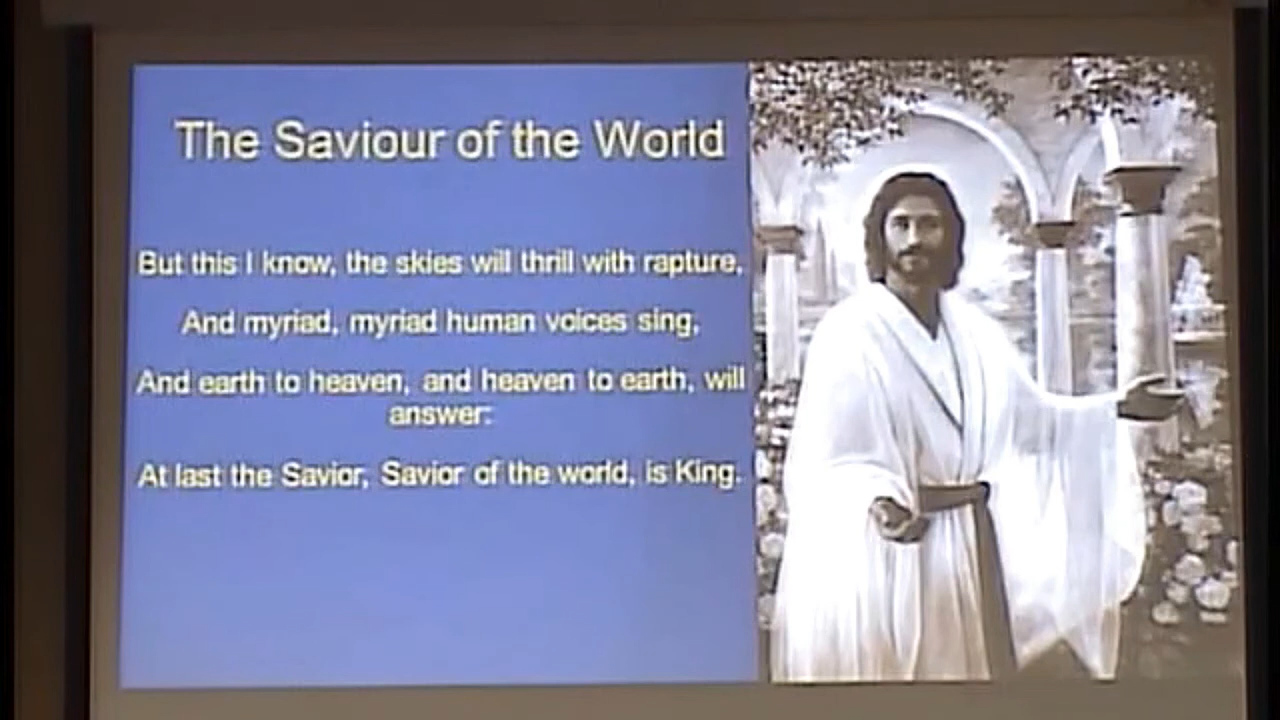 The Saviour of the World
But this I know, the skies will thrill with rapture,
And myriad, myriad human voices sing,
And earth to heaven, and heaven to earth, will
answer:
At last the Savior, Savior of the world, is King.